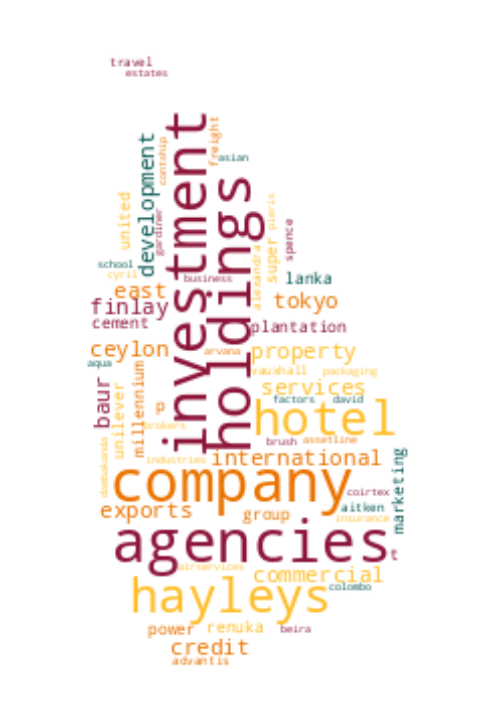 travel
estates
investment
holdings
freight
contship
asian
development
united
gardiner
pieris
spence
super
alexandra
school
cyril
business
lanka
east
tokyo
finlay
cement
plantation
ceylon
arvana
property
aqua
vauxhall
packaging
millennium
services
baur
unilever
factors
david
p
hotel
brokers
brush
assetline
dambakanda
industries
international
marketing
company
coirtex
exports
group
aitken
insurance
agencies
t
airservices
commercial
hayleys
colombo
power
renuka
beira
credit
advantis